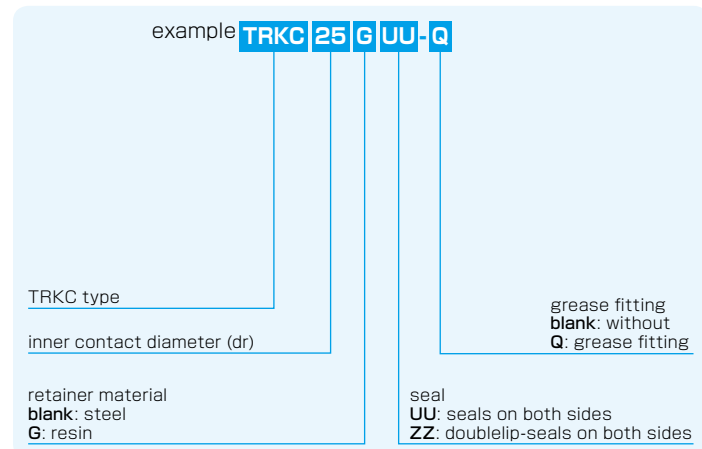 example TRKC 25 G UU - Q
TRKC type
inner contact diameter (dr)
retainer material
blank: steel
G: resin
grease fitting
blank: without
Q: grease fitting
seal
UU: seals on both sides
ZZ: doublelip-seals on both sides